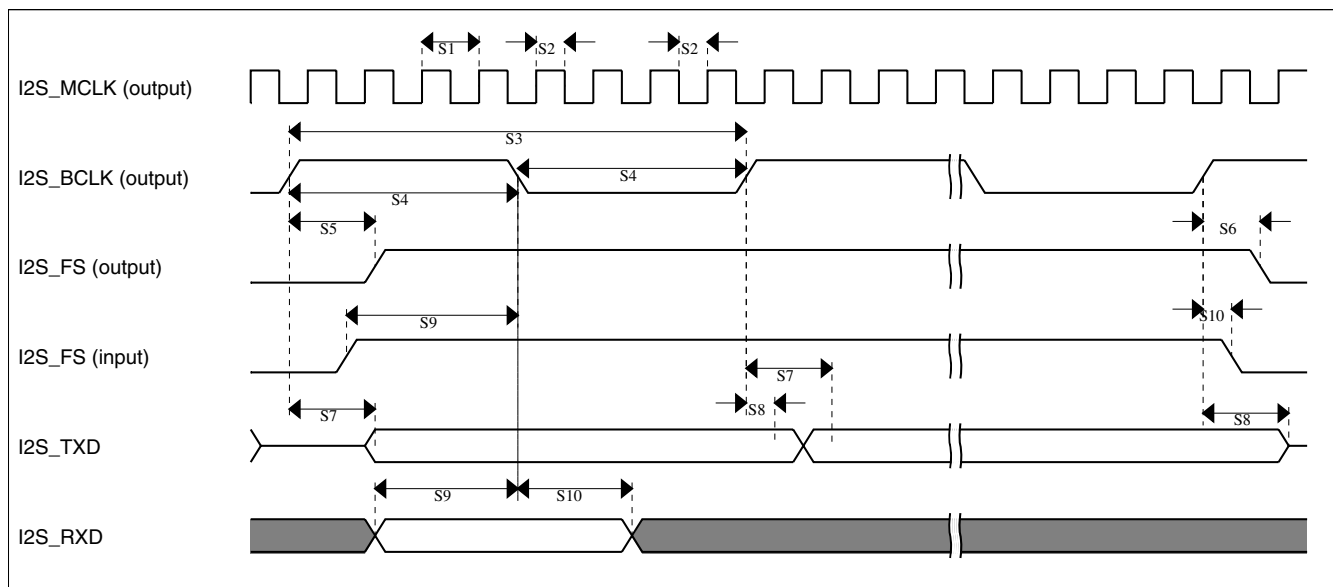 S1
S2
S2
I2S_MCLK (output)
S3
I2S_BCLK (output)
S4
S4
S5
S6
I2S_FS (output)
S9
S10
I2S_FS (input)
S7
S7
S8
S8
I2S_TXD
S9
S10
I2S_RXD